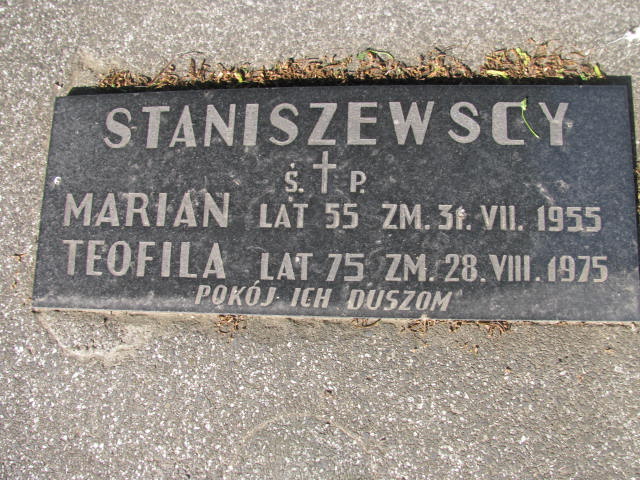 STANISZEWSCY
Ś. † P.
MARIAN LAT 55 ZM. 31. VII. 1955
TEOFILA LAT 75 ZM. 28. VIII. 1975
POKÓJ ICH DUSZOM